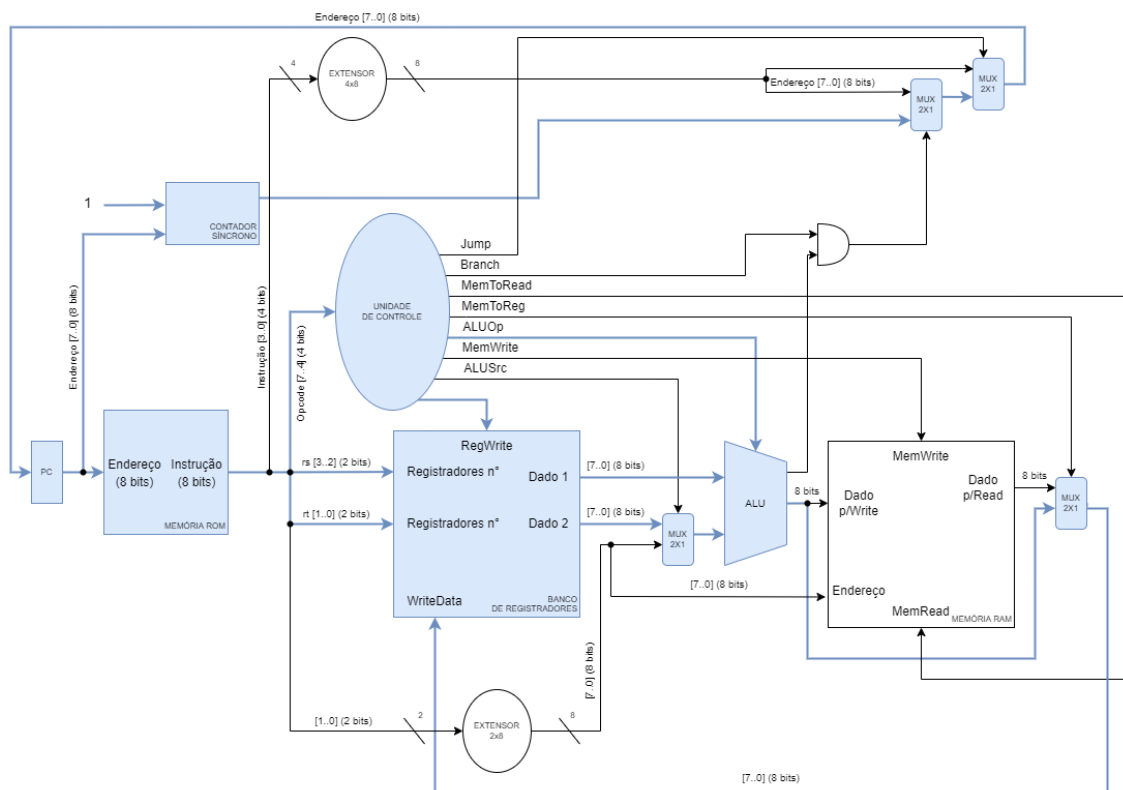 Endereço [7..0] (8 bits)
4
EXTENSOR
4x8
8
Endereço [7..0] (8 bits)
MUX
2X1
MUX
2X1
1
CONTADOR
SÍNCRONO
Endereço [7..0] (8 bits)
Instrução [3..0] (4 bits)
Opcode [7..4] (4 bits)
UNIDADE
DE CONTROLE
Jump
Branch
MemToRead
MemToReg
ALUOp
MemWrite
ALUSrc
PC
Endereço
(8 bits)
Instrução
(8 bits)
MEMÓRIA ROM
rs [3..2] (2 bits)
rt [1..0] (2 bits)
RegWrite
Registradores n°
Dado 1
Registradores n°
Dado 2
WriteData
BANCO
DE REGISTRADORES
[7..0] (8 bits)
[7..0] (8 bits)
MUX
2X1
ALU
8 bits
[7..0] (8 bits)
MemWrite
Dado
p/Write
Dado
p/Read
Endereço
MemRead
MEMÓRIA RAM
8 bits
MUX
2X1
[7..0] (8 bits)
[1..0] (2 bits)
2
EXTENSOR
2x8
8
[7..0] (8 bits)